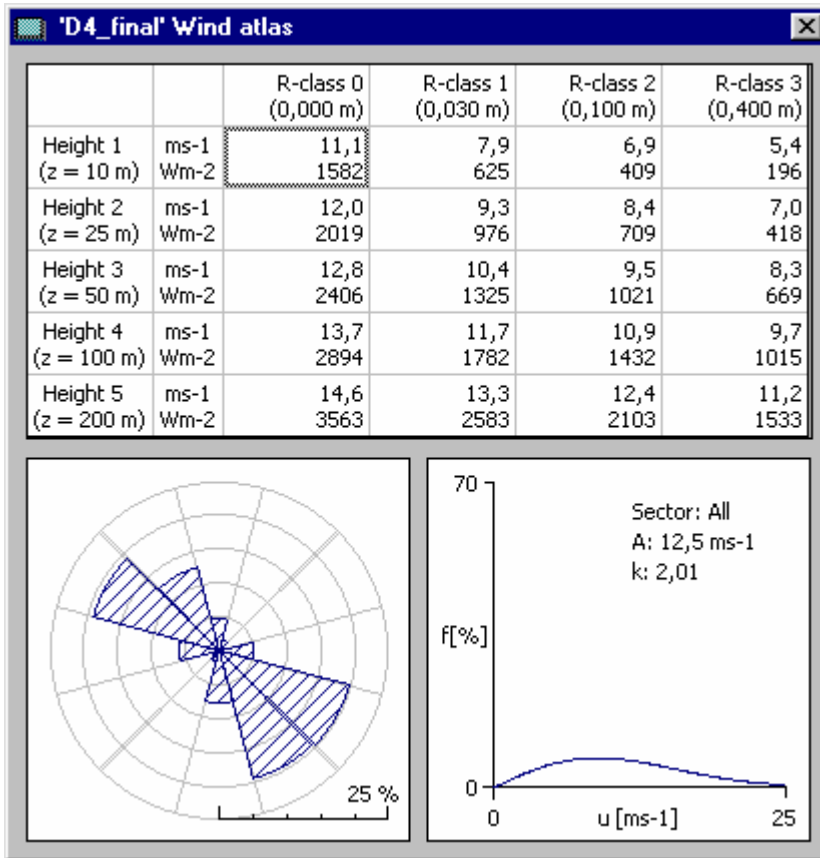 'D4_final' Wind atlas
R-class 0 R-class 1 R-class 2 R-class 3
(0,000 m) (0,030 m) (0,100 m) (0,400 m)
Height 1 ms-1 11,1 7,9 6,9 5,4
(z = 10 m) Wm-2 1582 625 409 196
Height 2 ms-1 12,0 9,3 8,4 7,0
(z = 25 m) Wm-2 2019 976 709 418
Height 3 ms-1 12,8 10,4 9,5 8,3
(z = 50 m) Wm-2 2406 1325 1021 669
Height 4 ms-1 13,7 11,7 10,9 9,7
(z = 100 m) Wm-2 2894 1782 1432 1015
Height 5 ms-1 14,6 13,3 12,4 11,2
(z = 200 m) Wm-2 3563 2583 2103 1533
25 %
70
Sector: All
A: 12,5 ms-1
k: 2,01
f[%]
0
0 u [ms-1] 25